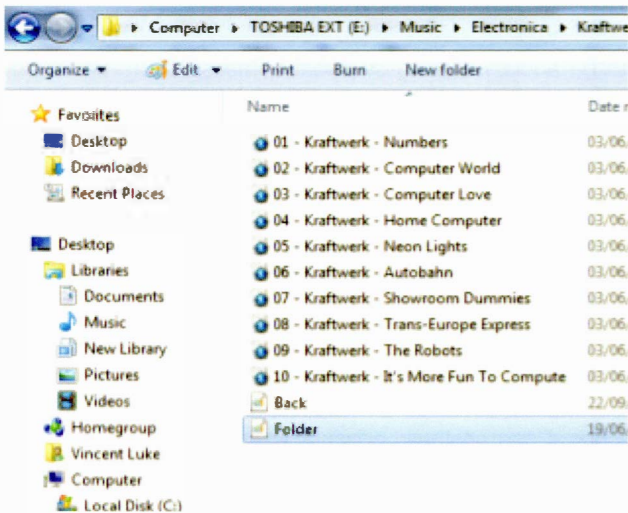 Computer ▸ TOSHIBA EXT (E:) ▸ Music ▸ Electronica ▸ Kraftwe
Organize Edit Print Burn New folder
Favorites
Desktop
Downloads
Recent Places
Desktop
Libraries
Documents
Music
New Library
Pictures
Videos
Homegroup
Vincent Luke
Computer
Local Disk (C:)
Name Date r
01 - Kraftwerk - Numbers 03/06.
02 - Kraftwerk - Computer World 03/06.
03 - Kraftwerk - Computer Love 03/06.
04 - Kraftwerk - Home Computer 03/06.
05 - Kraftwerk - Neon Lights 03/06.
06 - Kraftwerk - Autobahn 03/06.
07 - Kraftwerk - Showroom Dummies 03/06.
08 - Kraftwerk - Trans-Europe Express 03/06.
09 - Kraftwerk - The Robots 03/06.
10 - Kraftwerk - It's More Fun To Compute 03/06.
Back 22/09.
Folder 19/06.